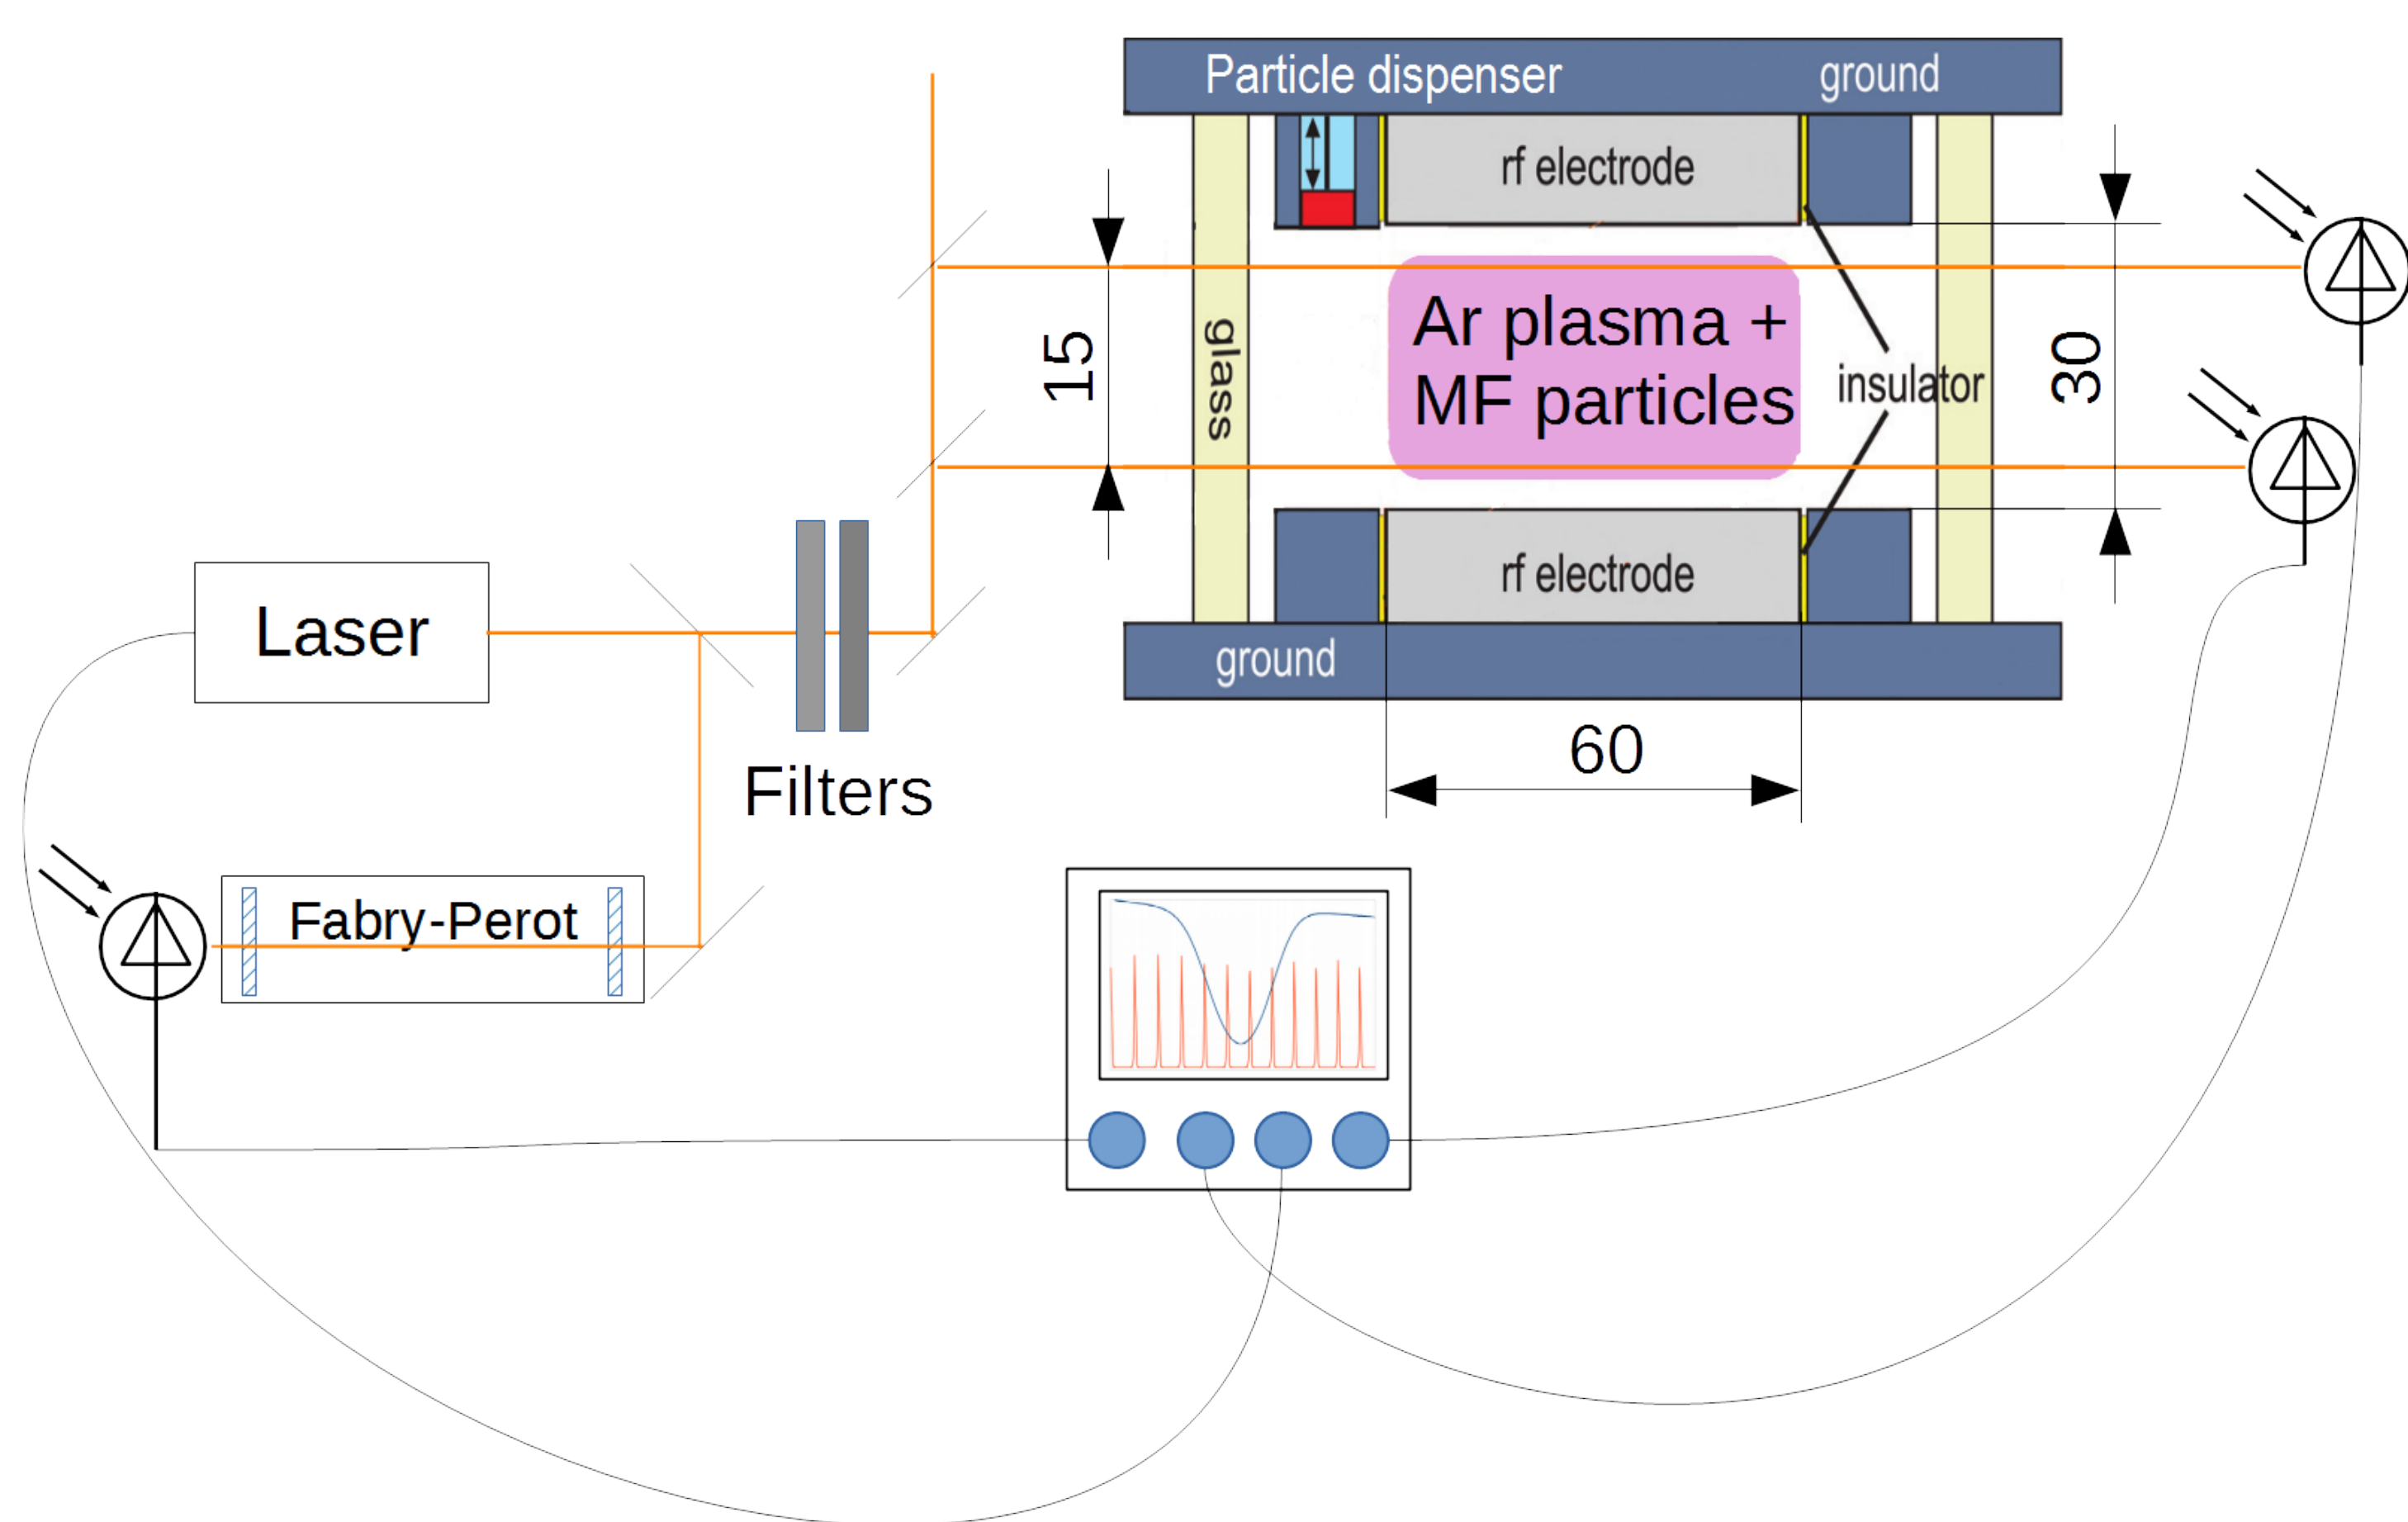 Particle dispenser
ground
rf electrode
15
glass
Ar plasma +
MF particles
insulator
30
rf electrode
ground
60
Laser
Filters
Fabry-Perot